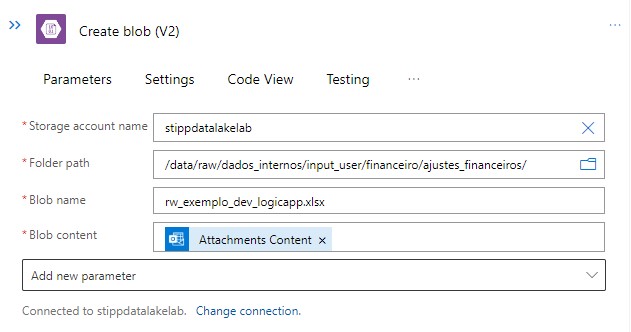 Create blob (V2)
Parameters Settings Code View Testing
* Storage account name stippdatalakelab
* Folder path /data/raw/dados_internos/input_user/financeiro/ajustes_financeiros/
* Blob name rw_exemplo_dev_logicapp.xlsx
* Blob content Attachments Content ×
Add new parameter
Connected to stippdatalakelab. Change connection.